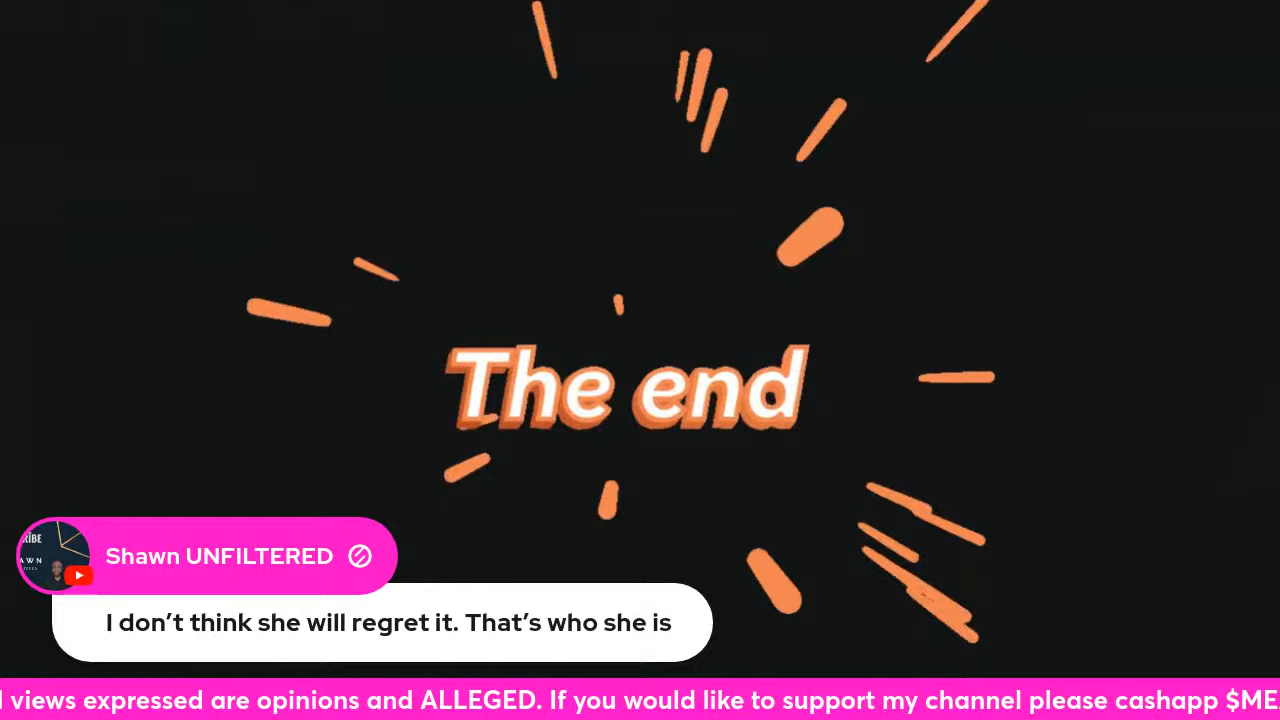 The end
Shawn UNFILTERED
I don’t think she will regret it. That’s who she is
views expressed are opinions and ALLEGED. If you would like to support my channel please cashapp